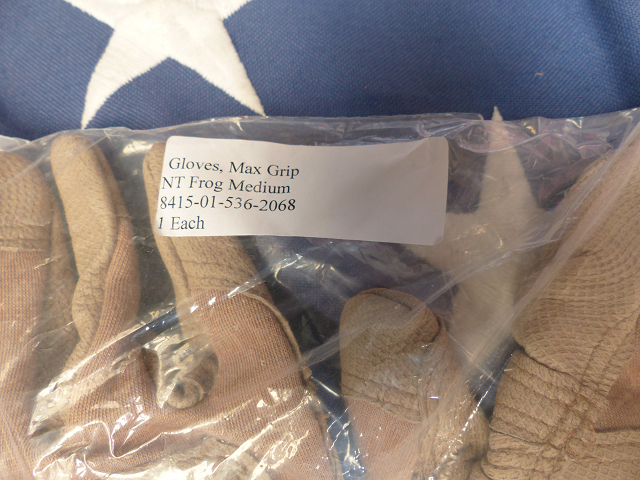 Gloves, Max Grip
NT Frog Medium
8415-01-536-2068
1 Each